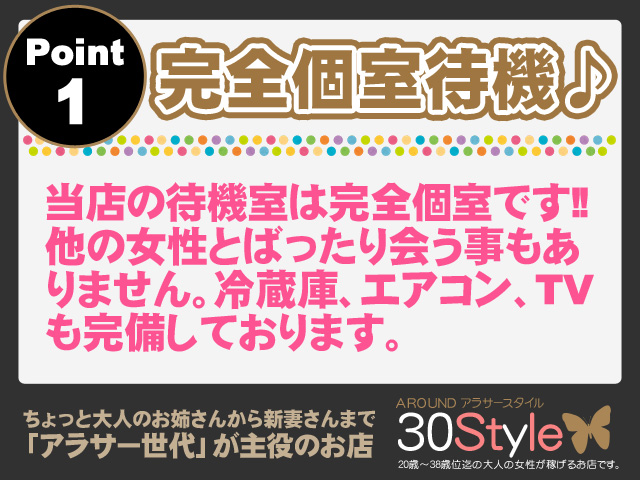 Point
1
完全個室待機♪
当店の待機室は完全個室です!!
他の女性とばったり会う事もあ
りません。冷蔵庫、エアコン、TV
も完備しております。
ちょっと大人のお姉さんから新妻さんまで
「アラサー世代」が主役のお店
AROUND アラサースタイル
30Style
20歳〜38歳位迄の大人の女性が稼げるお店です。